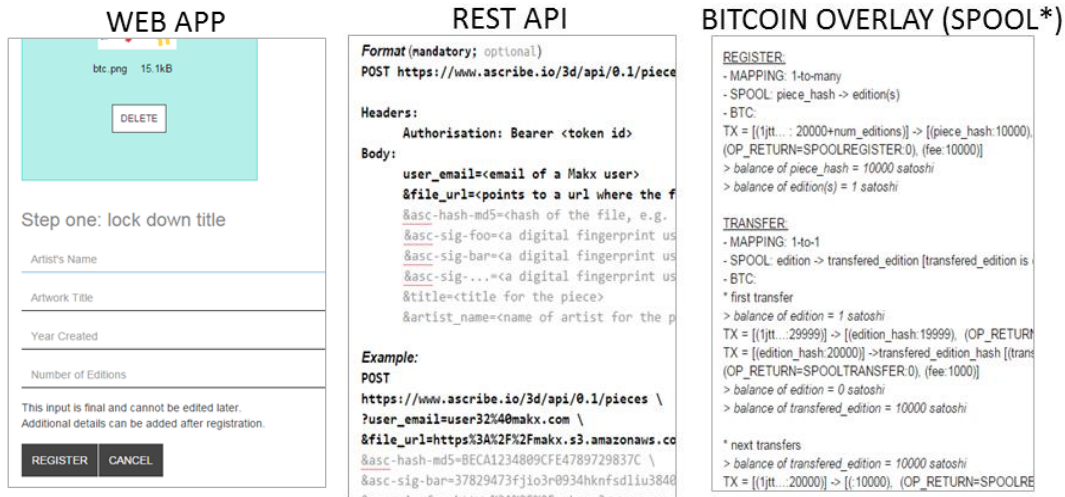 WEB APP
btc.png 15.1kB
DELETE
Step one: lock down title
Artist's Name
Artwork Title
Year Created
Number of Editions
This input is final and cannot be edited later.
Additional details can be added after registration.
REGISTER CANCEL
REST API
Format (mandatory; optional)
POST https://www.ascribe.io/3d/api/0.1/piece
Headers:
Authorisation: Bearer <token id>
Body:
user_email=<email of a Makx user>
&file_url=<points to a url where the f
&asc-hash-md5=<hash of the file, e.g.
&asc-sig-foo=<a digital fingerprint us
&asc-sig-bar=<a digital fingerprint us
&asc-sig-...=<a digital fingerprint us
&title=<title for the piece>
&artist_name=<name of artist for the p
Example:
POST
https://www.ascribe.io/3d/api/0.1/pieces \
?user_email=user32%40makx.com \
&file_url=https%3A%2F%2Fmakx.s3.amazonaws.co
&asc-hash-md5=BECA1234809CFE4789729837C \
&asc-sig-bar=37829473fjio3r0934hknfsdliu3840
BITCOIN OVERLAY (SPOOL*)
REGISTER:
- MAPPING: 1-to-many
- SPOOL: piece_hash -> edition(s)
- BTC:
TX = [(1jtt... : 20000+num_editions)] -> [(piece_hash:10000),
(OP_RETURN=SPOOLREGISTER:0), (fee:10000)]
> balance of piece_hash = 10000 satoshi
> balance of edition(s) = 1 satoshi
TRANSFER:
- MAPPING: 1-to-1
- SPOOL: edition -> transfered_edition [transfered_edition is
- BTC:
* first transfer
> balance of edition = 1 satoshi
TX = [(1jtt...:29999)] -> [(edition_hash:19999), (OP_RETURN
TX = [(edition_hash:20000)] ->transfered_edition_hash [(trans
(OP_RETURN=SPOOLTRANSFER:0), (fee:1000)]
> balance of edition = 0 satoshi
> balance of transfered_edition = 10000 satoshi
* next transfers
> balance of transfered_edition = 10000 satoshi
TX = [(1jtt...:20000)] -> [(:10000), (OP_RETURN=SPOOLRE